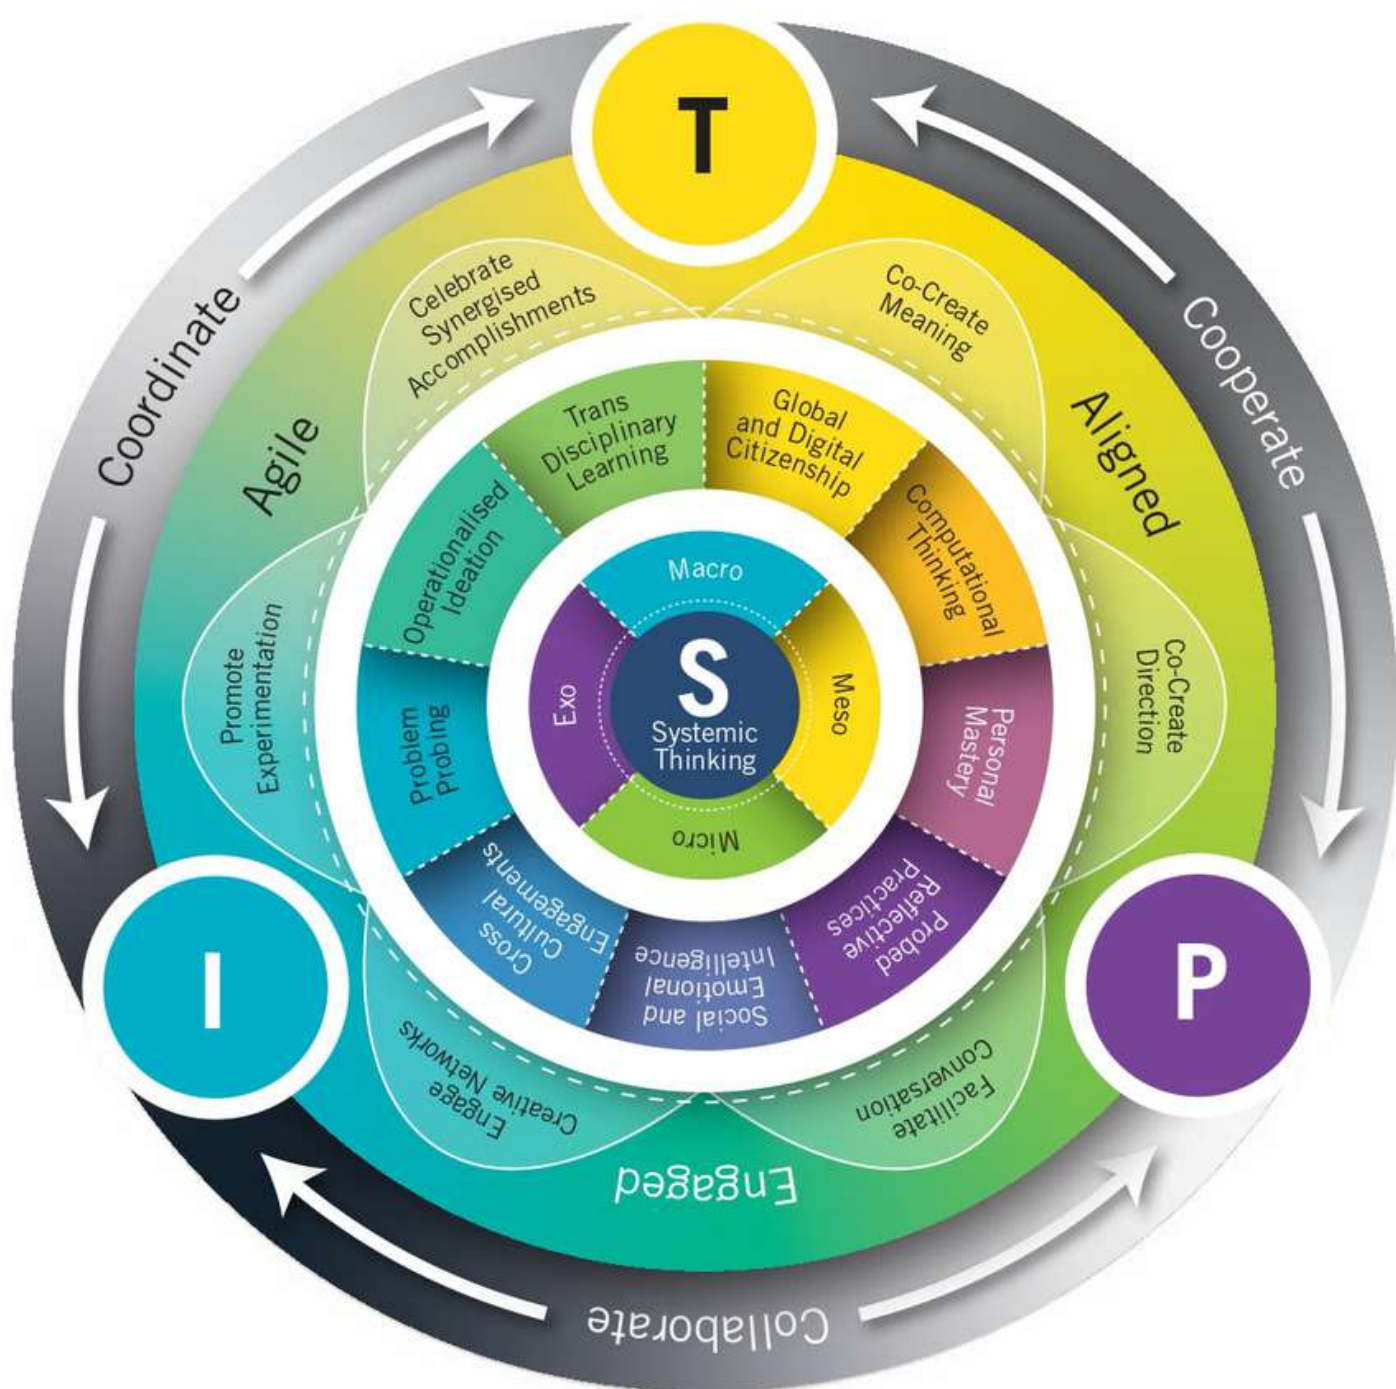 T
Cooperate
P
Collaborate
I
Coordinate
Aligned
Engaged
Agile
Co-Create
Meaning
Co-Create
Direction
Facilitate
Conversation
Engage
Creative Networks
Promote
Experimentation
Celebrate
Synergised
Accomplishments
Global
and Digital
Citizenship
Computational
Thinking
Personal
Mastery
Probed
Reflective
Practices
Social and
Emotional
Intelligence
Cross
Cultural
Engagements
Problem
Probing
Operationalised
Ideation
Trans
Disciplinary
Learning
Macro
Meso
Micro
Exo
S
Systemic
Thinking